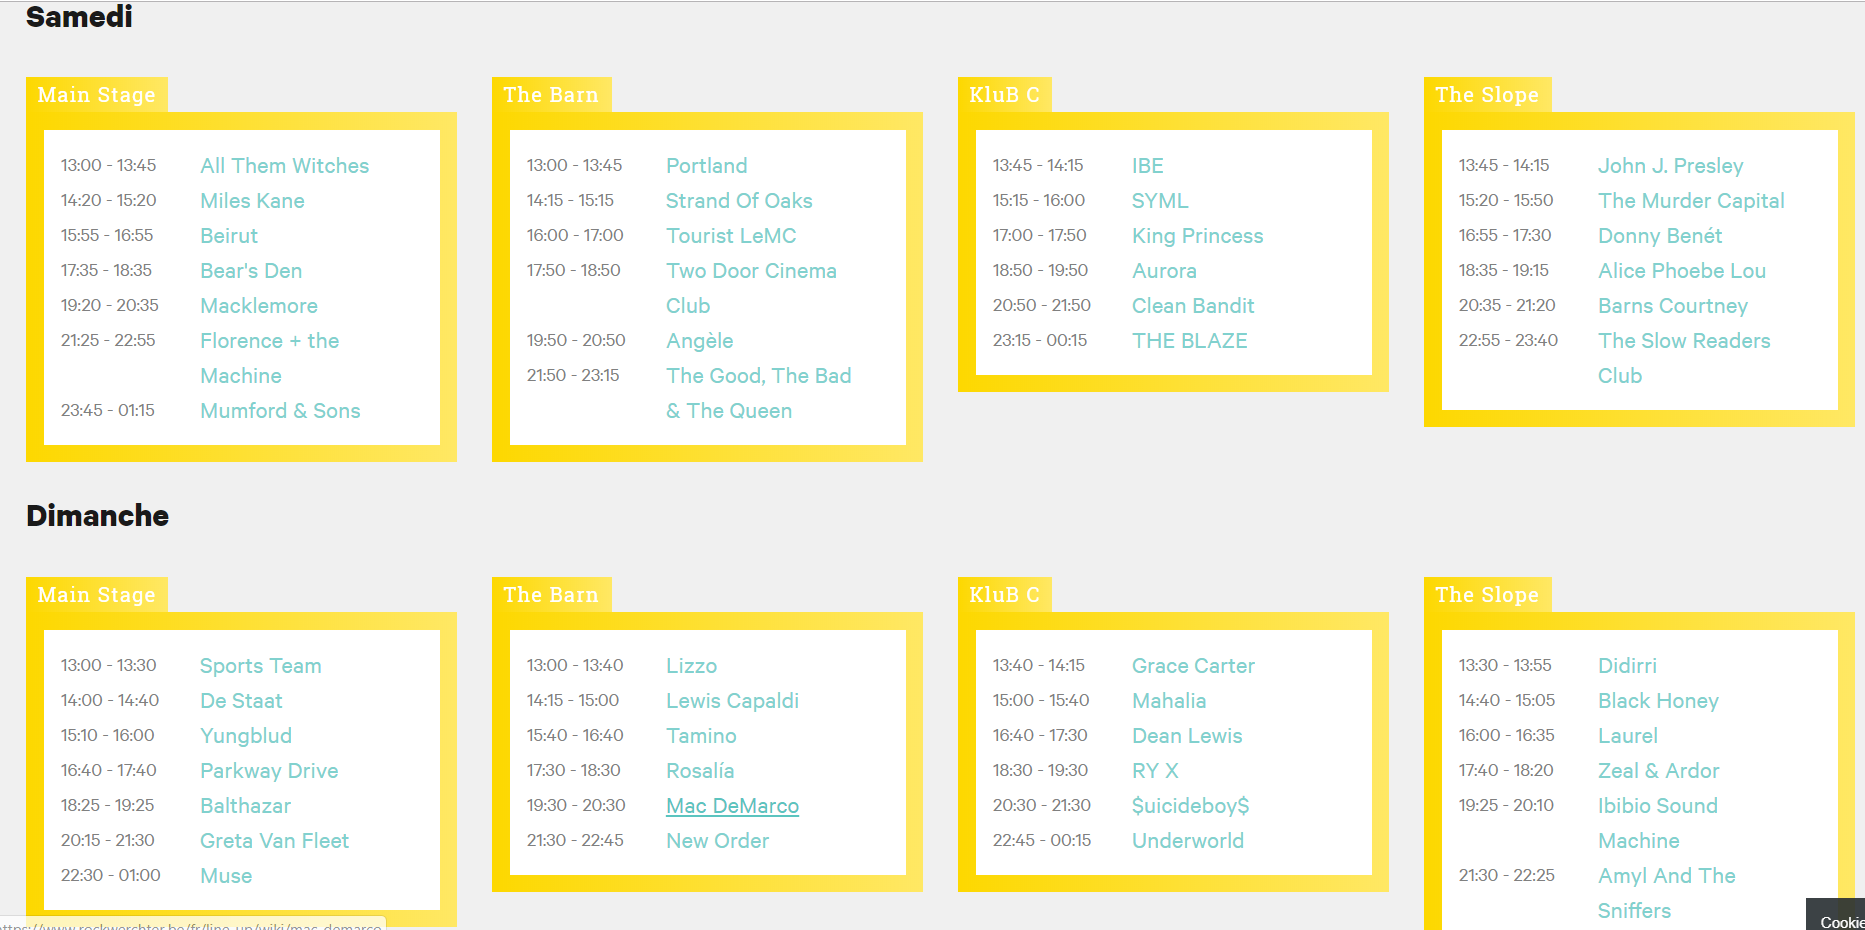 Samedi
Main Stage
13:00 - 13:45 All Them Witches
14:20 - 15:20 Miles Kane
15:55 - 16:55 Beirut
17:35 - 18:35 Bear's Den
19:20 - 20:35 Macklemore
21:25 - 22:55 Florence + the
Machine
23:45 - 01:15 Mumford & Sons
The Barn
13:00 - 13:45 Portland
14:15 - 15:15 Strand Of Oaks
16:00 - 17:00 Tourist LeMC
17:50 - 18:50 Two Door Cinema
Club
19:50 - 20:50 Angèle
21:50 - 23:15 The Good, The Bad
& The Queen
KluB C
13:45 - 14:15 IBE
15:15 - 16:00 SYML
17:00 - 17:50 King Princess
18:50 - 19:50 Aurora
20:50 - 21:50 Clean Bandit
23:15 - 00:15 THE BLAZE
The Slope
13:45 - 14:15 John J. Presley
15:20 - 15:50 The Murder Capital
16:55 - 17:30 Donny Benét
18:35 - 19:15 Alice Phoebe Lou
20:35 - 21:20 Barns Courtney
22:55 - 23:40 The Slow Readers
Club
Dimanche
Main Stage
13:00 - 13:30 Sports Team
14:00 - 14:40 De Staat
15:10 - 16:00 Yungblud
16:40 - 17:40 Parkway Drive
18:25 - 19:25 Balthazar
20:15 - 21:30 Greta Van Fleet
22:30 - 01:00 Muse
The Barn
13:00 - 13:40 Lizzo
14:15 - 15:00 Lewis Capaldi
15:40 - 16:40 Tamino
17:30 - 18:30 Rosalía
19:30 - 20:30 Mac DeMarco
21:30 - 22:45 New Order
KluB C
13:40 - 14:15 Grace Carter
15:00 - 15:40 Mahalia
16:40 - 17:30 Dean Lewis
18:30 - 19:30 RY X
20:30 - 21:30 $uicideboy$
22:45 - 00:15 Underworld
The Slope
13:30 - 13:55 Didirri
14:40 - 15:05 Black Honey
16:00 - 16:35 Laurel
17:40 - 18:20 Zeal & Ardor
19:25 - 20:10 Ibibio Sound
Machine
21:30 - 22:25 Amyl And The
Sniffers
ttps://www.rockwerchter.be/fr/line-up/wiki/mac-demarco
Cookie